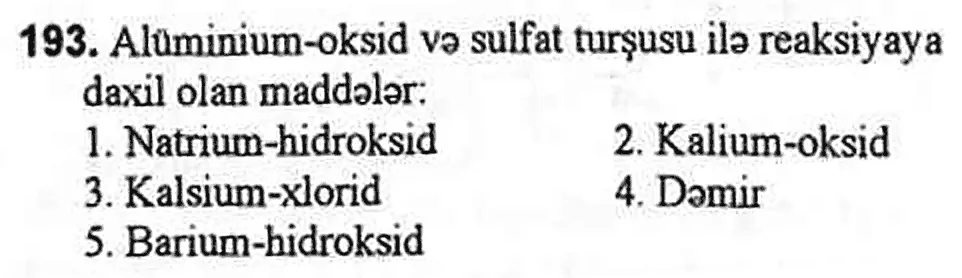 193. Alüminium-oksid və sulfat turşusu ilə reaksiyaya
daxil olan maddələr:
1. Natrium-hidroksid 2. Kalium-oksid
3. Kalsium-xlorid 4. Dəmir
5. Barium-hidroksid